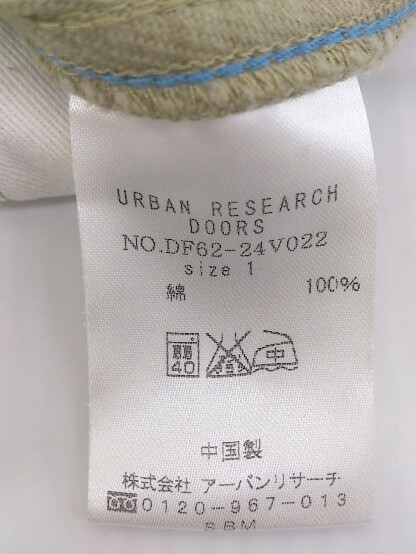 URBAN RESEARCH
DOORS
NO.DF62-24V022
size 1
綿 100%
弱 40 中
中国製
株式会社 アーバンリサーチ
0120-967-013